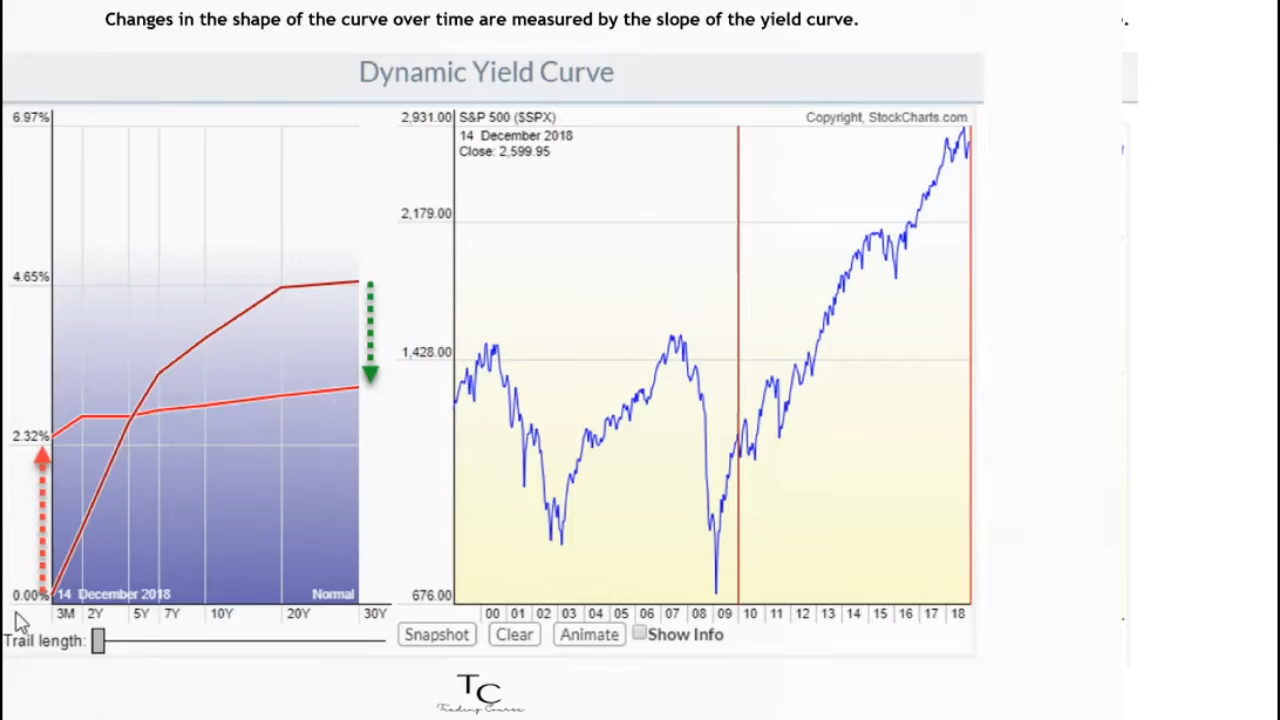 Changes in the shape of the curve over time are measured by the slope of the yield curve.
Dynamic Yield Curve
6.97%
4.65%
2.32%
0.00%
14 December 2018 Normal
3M 2Y 5Y 7Y 10Y 20Y 30Y
Trail length:
2,931.00 S&P 500 ($SPX) Copyright, StockCharts.com
14 December 2018
Close: 2,599.95
2,179.00
1,428.00
676.00
00 01 02 03 04 05 06 07 08 09 10 11 12 13 14 15 16 17 18
Snapshot Clear Animate Show Info
TC
Trading Course